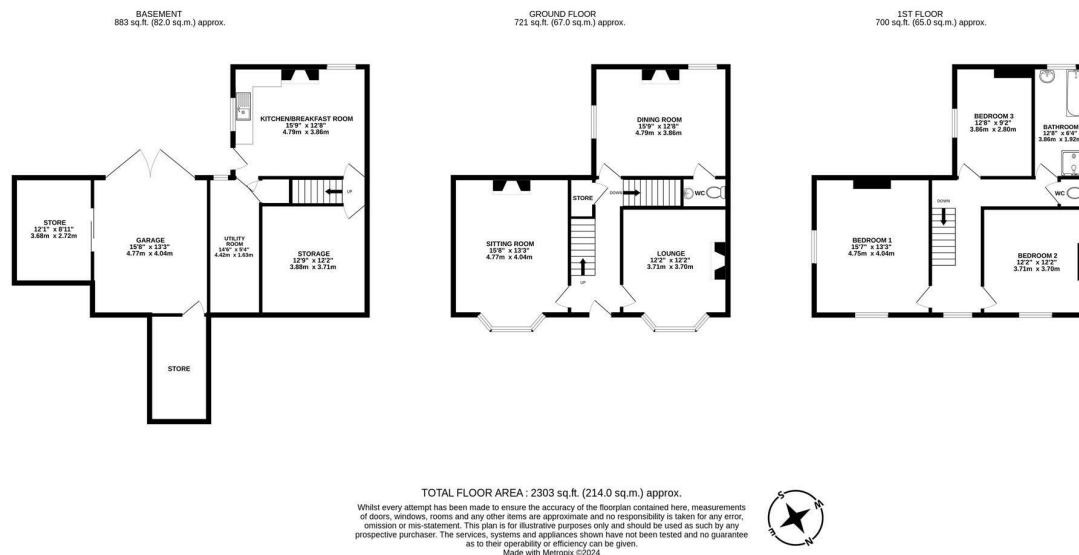 BASEMENT
883 sq.ft. (82.0 sq.m.) approx.
KITCHEN/BREAKFAST ROOM
15'9" x 12'8"
4.79m x 3.86m
UP
STORE
12'1" x 8'11"
3.68m x 2.72m
GARAGE
15'8" x 13'3"
4.77m x 4.04m
UTILITY
ROOM
14'6" x 5'4"
4.42m x 1.63m
STORAGE
12'9" x 12'2"
3.88m x 3.71m
STORE
GROUND FLOOR
721 sq.ft. (67.0 sq.m.) approx.
DINING ROOM
15'9" x 12'8"
4.79m x 3.86m
STORE
DOWN
WC
SITTING ROOM
15'8" x 13'3"
4.77m x 4.04m
UP
LOUNGE
12'2" x 12'2"
3.71m x 3.70m
1ST FLOOR
700 sq.ft. (65.0 sq.m.) approx.
BEDROOM 3
12'8" x 9'2"
3.86m x 2.80m
BATHROOM
12'8" x 6'4"
3.86m x 1.92m
DOWN
WC
BEDROOM 1
15'7" x 13'3"
4.75m x 4.04m
BEDROOM 2
12'2" x 12'2"
3.71m x 3.70m
TOTAL FLOOR AREA : 2303 sq.ft. (214.0 sq.m.) approx.
Whilst every attempt has been made to ensure the accuracy of the floorplan contained here, measurements
of doors, windows, rooms and any other items are approximate and no responsibility is taken for any error,
omission or mis-statement. This plan is for illustrative purposes only and should be used as such by any
prospective purchaser. The services, systems and appliances shown have not been tested and no guarantee
as to their operability or efficiency can be given.
Made with Metropix ©2024
S
W
E
N